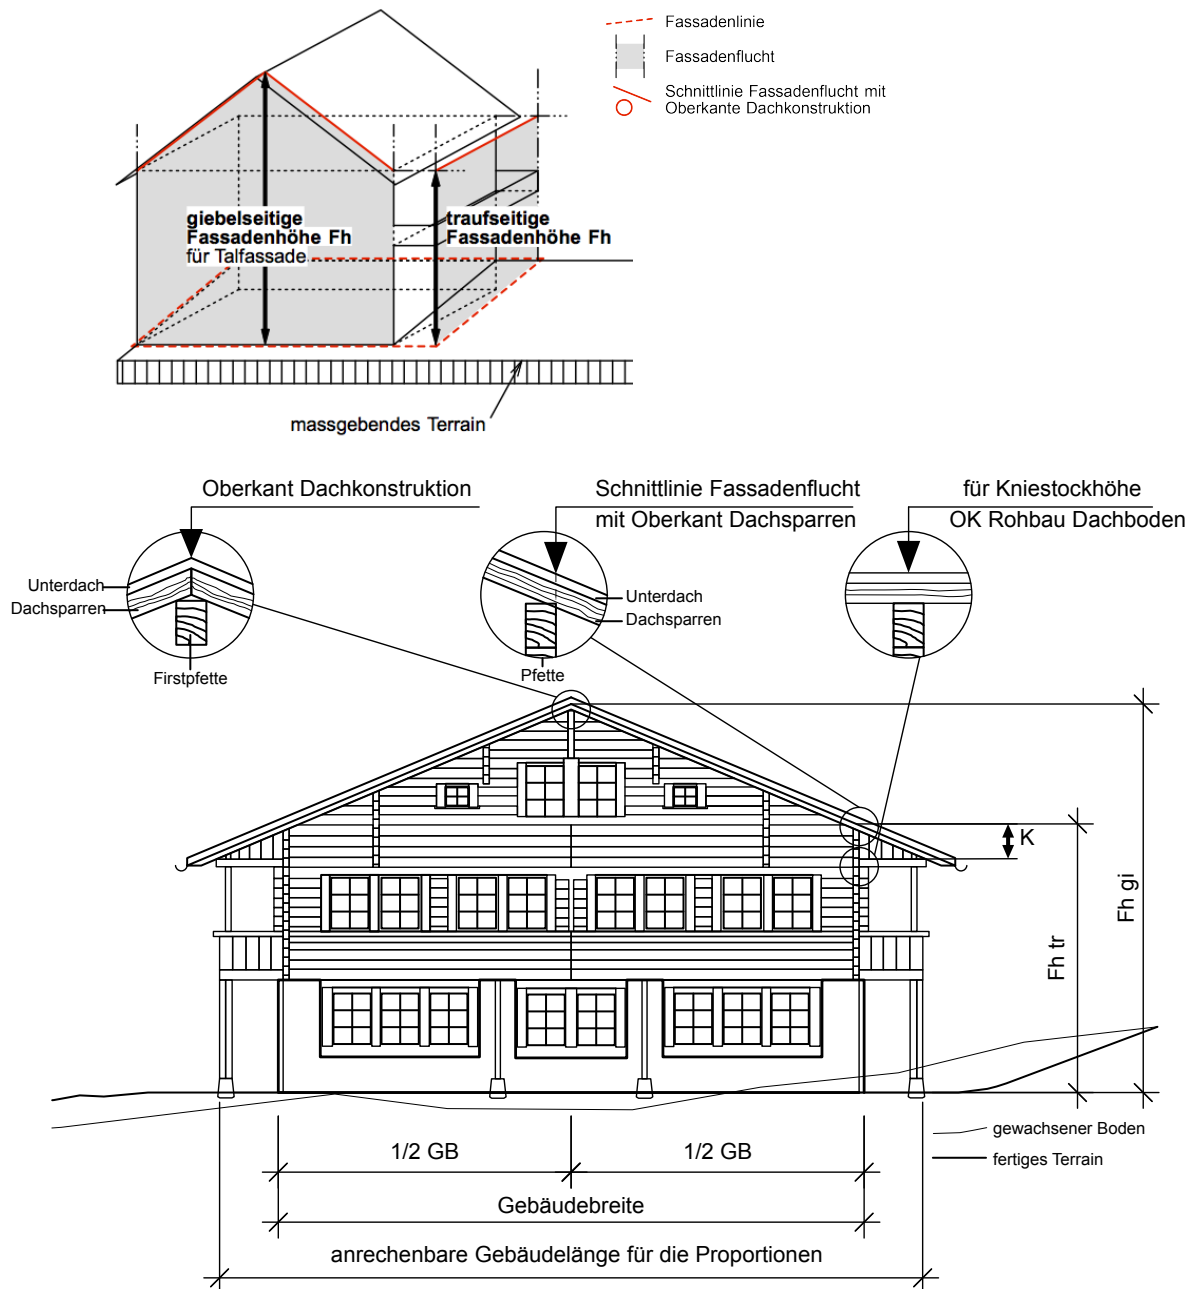 Fassadenlinie
Fassadenflucht
Schnittlinie Fassadenflucht mit
Oberkante Dachkonstruktion
giebelseitige
Fassadenhöhe Fh
für Talfassade
traufseitige
Fassadenhöhe Fh
massgebendes Terrain
Oberkant Dachkonstruktion
Schnittlinie Fassadenflucht
mit Oberkant Dachsparren
für Kniestockhöhe
OK Rohbau Dachboden
Unterdach
Dachsparren
Firstpfette
Unterdach
Dachsparren
Pfette
K
Fh gi
Fh tr
gewachsener Boden
fertiges Terrain
1/2 GB
1/2 GB
Gebäudebreite
anrechenbare Gebäudelänge für die Proportionen